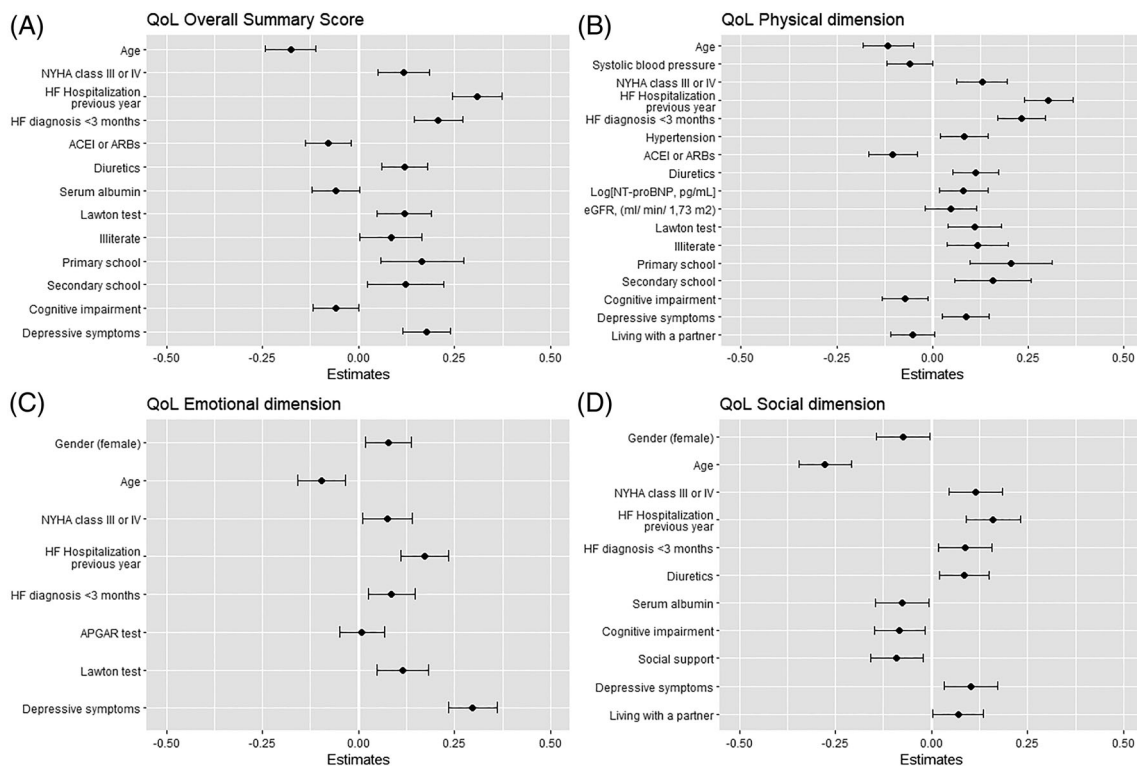 (A)
QoL Overall Summary Score
Age
NYHA class III or IV
HF Hospitalization
previous year
HF diagnosis <3 months
ACEI or ARBs
Diuretics
Serum albumin
Lawton test
Illiterate
Primary school
Secondary school
Cognitive impairment
Depressive symptoms
-0.50 -0.25 0.00 0.25 0.50
Estimates
(B)
QoL Physical dimension
Age
Systolic blood pressure
NYHA class III or IV
HF Hospitalization
previous year
HF diagnosis <3 months
Hypertension
ACEI or ARBs
Diuretics
Log[NT-proBNP, pg/mL]
eGFR, (ml/ min/ 1,73 m2)
Lawton test
Illiterate
Primary school
Secondary school
Cognitive impairment
Depressive symptoms
Living with a partner
-0.50 -0.25 0.00 0.25 0.50
Estimates
(C)
QoL Emotional dimension
Gender (female)
Age
NYHA class III or IV
HF Hospitalization
previous year
HF diagnosis <3 months
APGAR test
Lawton test
Depressive symptoms
-0.50 -0.25 0.00 0.25 0.50
Estimates
(D)
QoL Social dimension
Gender (female)
Age
NYHA class III or IV
HF Hospitalization
previous year
HF diagnosis <3 months
Diuretics
Serum albumin
Cognitive impairment
Social support
Depressive symptoms
Living with a partner
-0.50 -0.25 0.00 0.25 0.50
Estimates